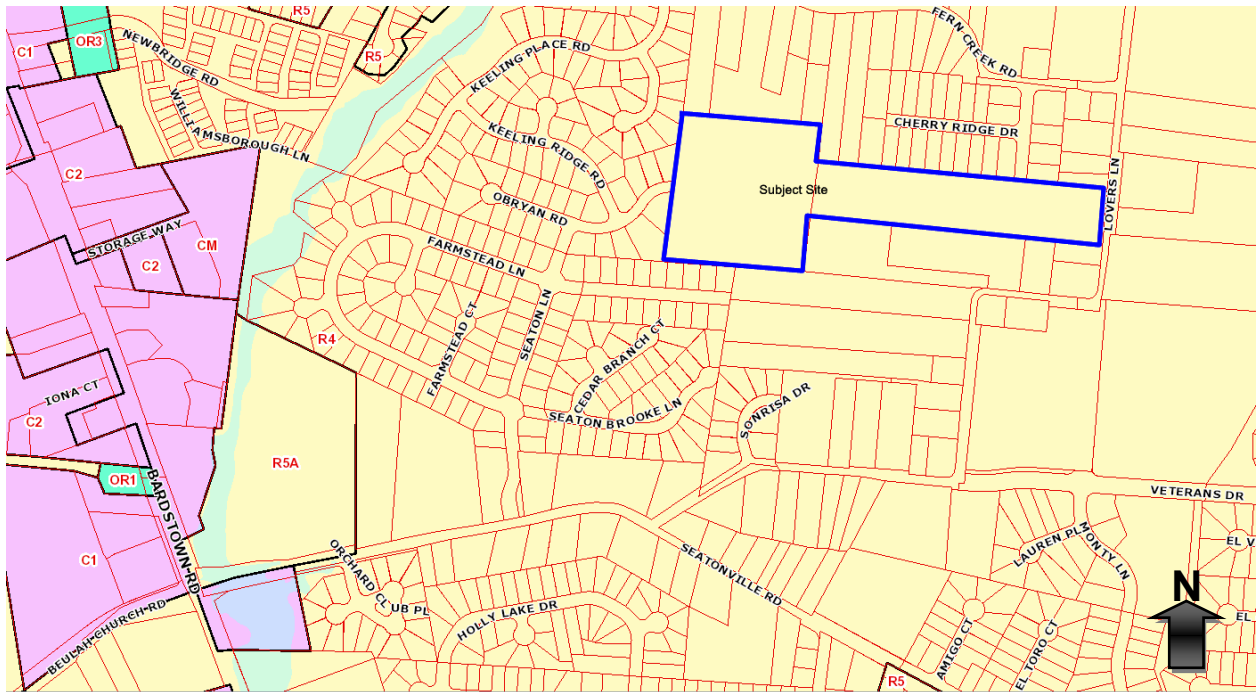 R5
OR3
C1
FERN CREEK RD
NEWBRIDGE RD
KEELING PLACE RD
R5
CHERRY RIDGE DR
WILLIAMSBOROUGH LN
KEELING RIDGE RD
C2
Subject Site
LOVERS LN
OBRYAN RD
STORAGE WAY
CM
FARMSTEAD LN
C2
R4
SEATON LN
FARMSTEAD CT
CEDAR BRANCH CT
IONA CT
SONRISA DR
C2
SEATON BROOKE LN
R5A
OR1
BARDSTOWN RD
VETERANS DR
C1
ORCHARD CLUB PL
SEATONVILLE RD
LAUREN PL
MONTY LN
EL V
N
HOLLY LAKE DR
BEULAH CHURCH RD
AMIGO CT
EL TORO CT
EL
R5